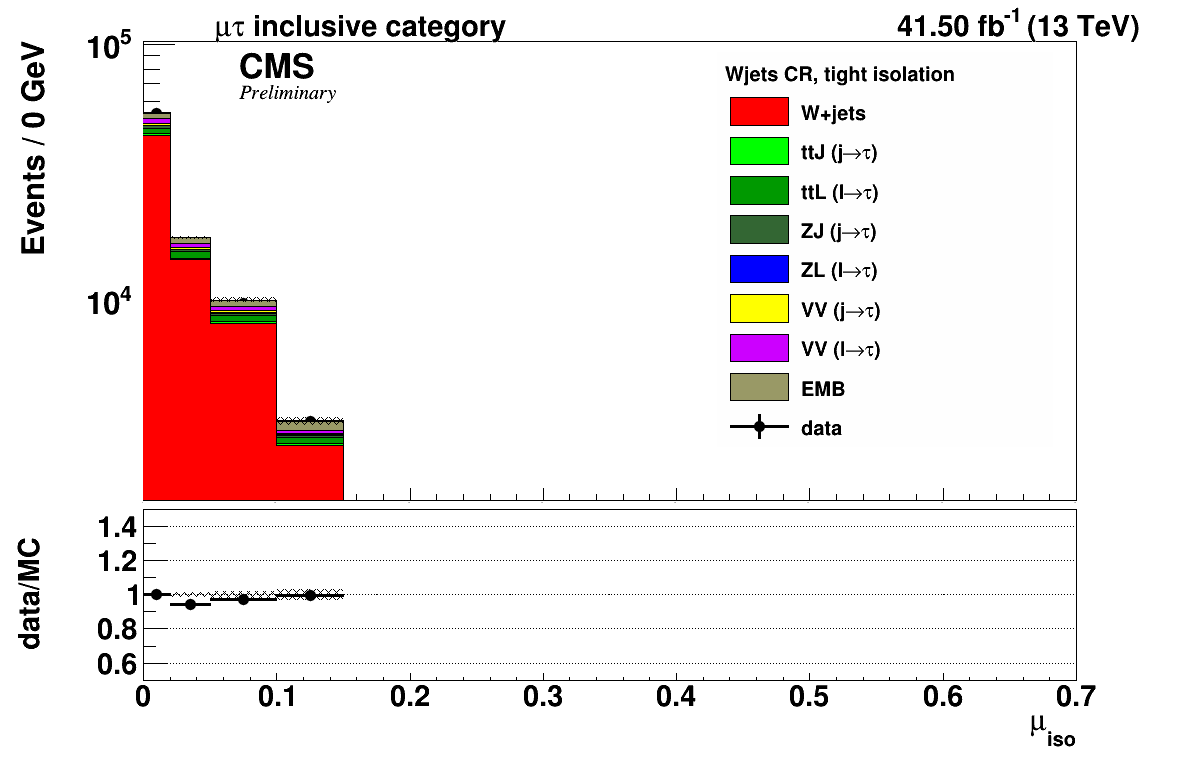 μτ inclusive category
41.50 fb⁻¹ (13 TeV)
CMS
Preliminary
Events / 0 GeV
10⁵
10⁴
Wjets CR, tight isolation
W+jets
ttJ (j→τ)
ttL (l→τ)
ZJ (j→τ)
ZL (l→τ)
VV (j→τ)
VV (l→τ)
EMB
data
data/MC
1.4
1.2
1
0.8
0.6
0 0.1 0.2 0.3 0.4 0.5 0.6 0.7
μ_iso